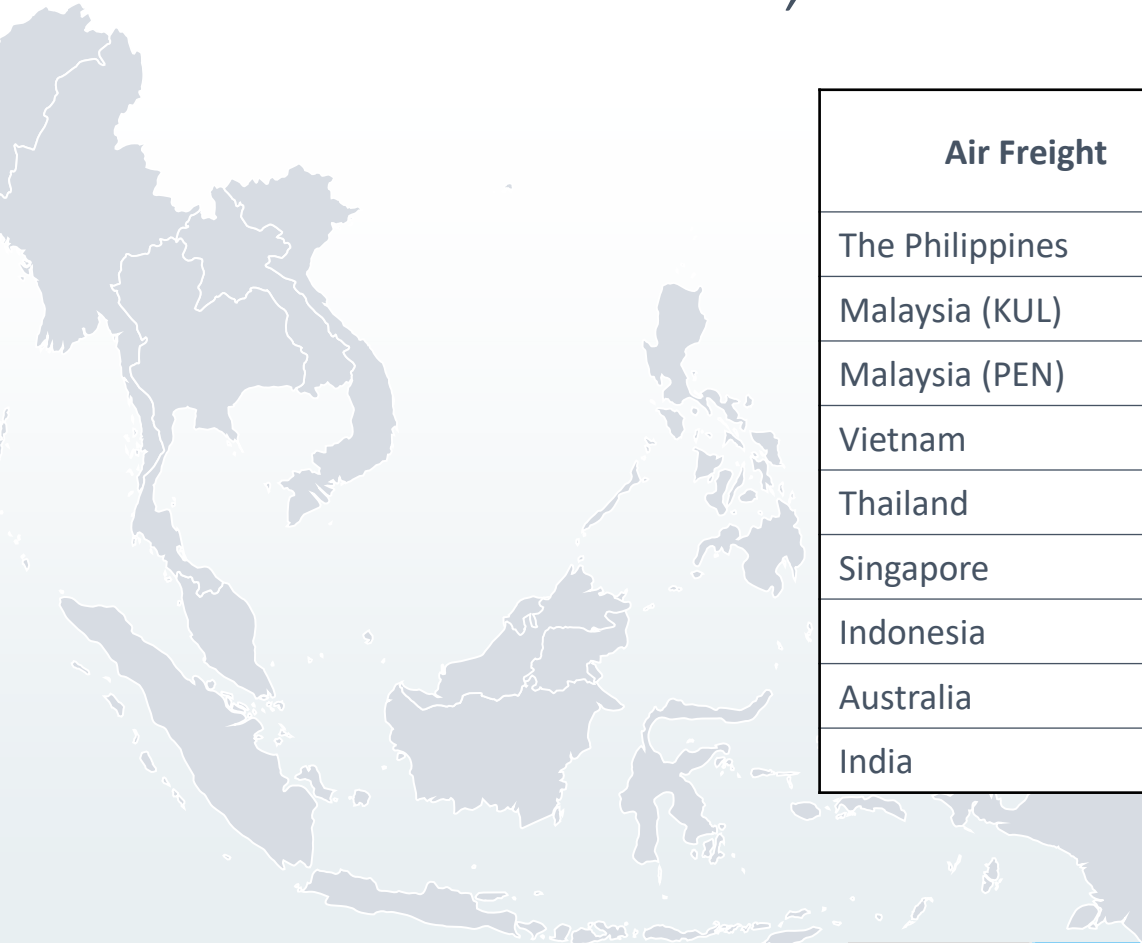 Air Freight
The Philippines
Malaysia (KUL)
Malaysia (PEN)
Vietnam
Thailand
Singapore
Indonesia
Australia
India